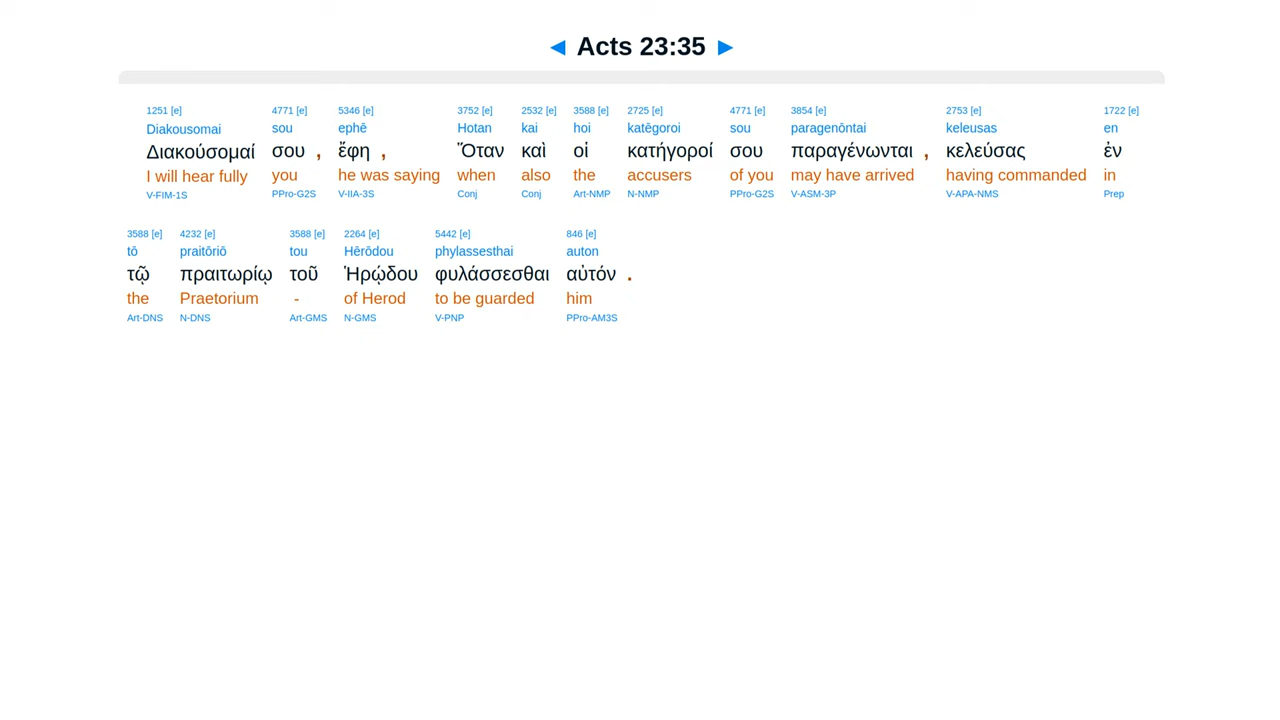 ◄ Acts 23:35 ►
1251 [e] 4771 [e] 5346 [e] 3752 [e] 2532 [e] 3588 [e] 2725 [e] 4771 [e] 3854 [e] 2753 [e] 1722 [e]
Diakousomai sou ephē Hotan kai hoi katēgoroi sou paragenōntai keleusas en
Διακούσομαί σου , ἔφη , Ὅταν καὶ οἱ κατήγοροί σου παραγένωνται , κελεύσας ἐν
I will hear fully you he was saying when also the accusers of you may have arrived having commanded in
V-FIM-1S PPro-G2S V-IIA-3S Conj Conj Art-NMP N-NMP PPro-G2S V-ASM-3P V-APA-NMS Prep
3588 [e] 4232 [e] 3588 [e] 2264 [e] 5442 [e] 846 [e]
tō praitōriō tou Hērōdou phylassesthai auton
τῷ πραιτωρίῳ τοῦ Ἡρῴδου φυλάσσεσθαι αὐτόν .
the Praetorium - of Herod to be guarded him
Art-DNS N-DNS Art-GMS N-GMS V-PNP PPro-AM3S